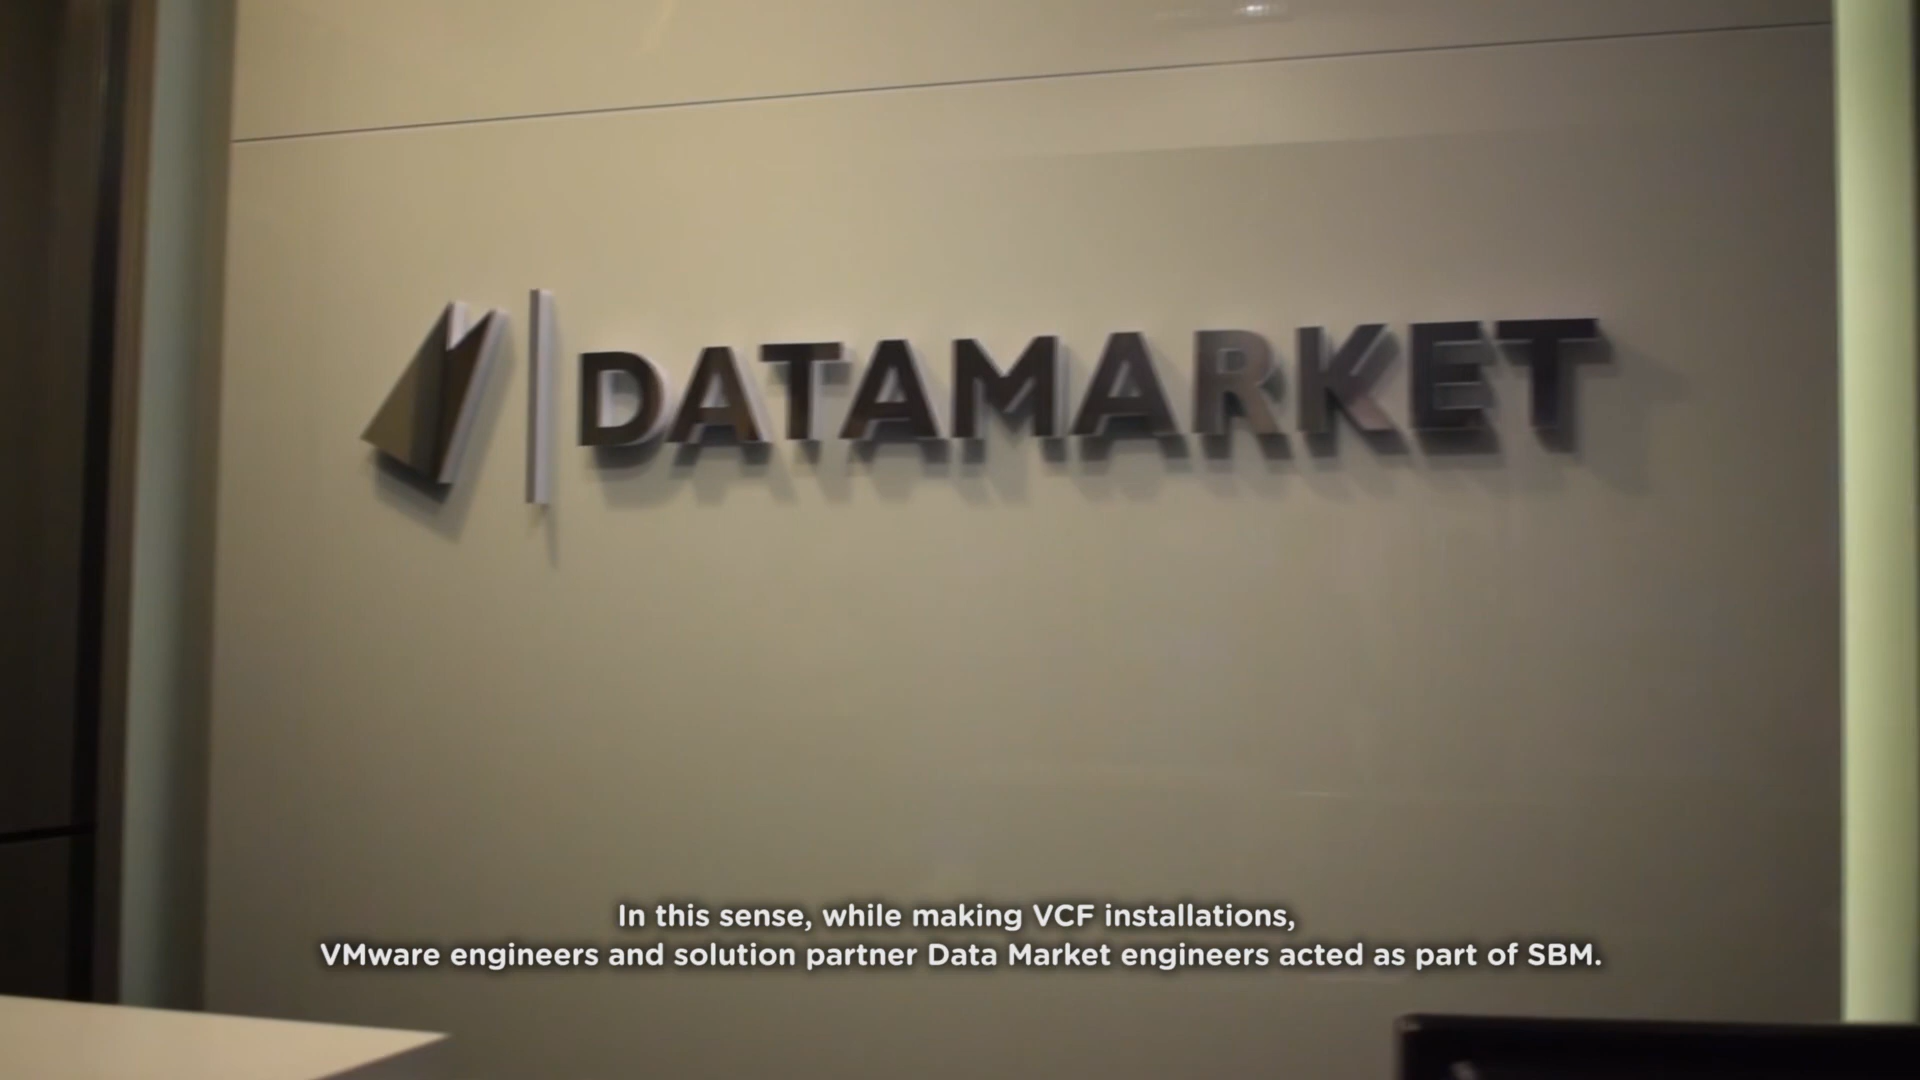 DATAMARKET
In this sense, while making VCF installations,
VMware engineers and solution partner Data Market engineers acted as part of SBM.